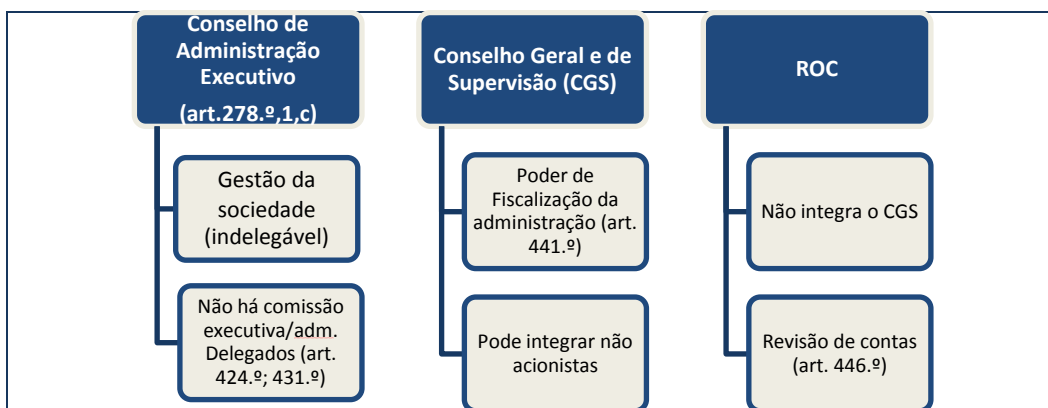 Conselho de
Administração
Executivo
(art.278.º,1,c)
Gestão da
sociedade
(indelegável)
Não há comissão
executiva/adm.
Delegados (art.
424.º; 431.º)
Conselho Geral e de
Supervisão (CGS)
Poder de
Fiscalização da
administração (art.
441.º)
Pode integrar não
acionistas
ROC
Não integra o CGS
Revisão de contas
(art. 446.º)